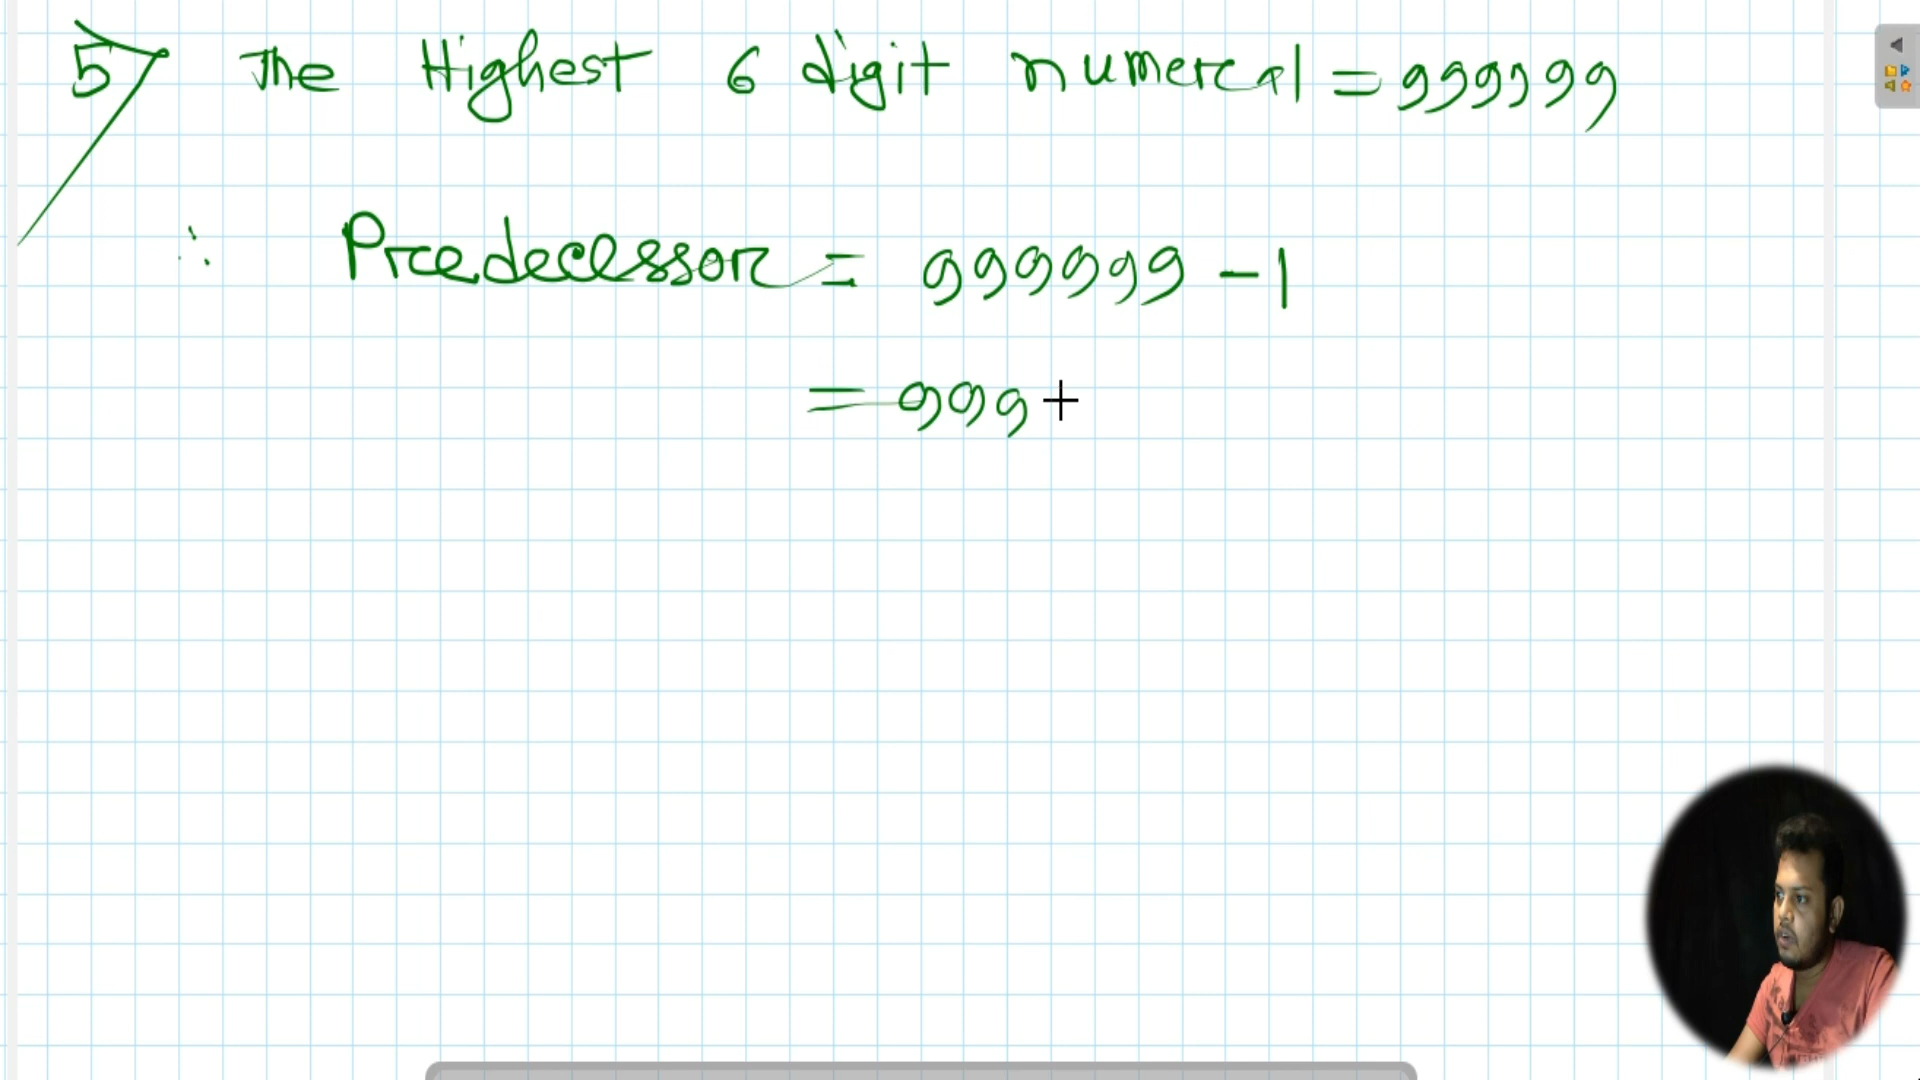 5) The Highest 6 digit numeral = 999999
∴ Predecessor = 999999 - 1
= 999